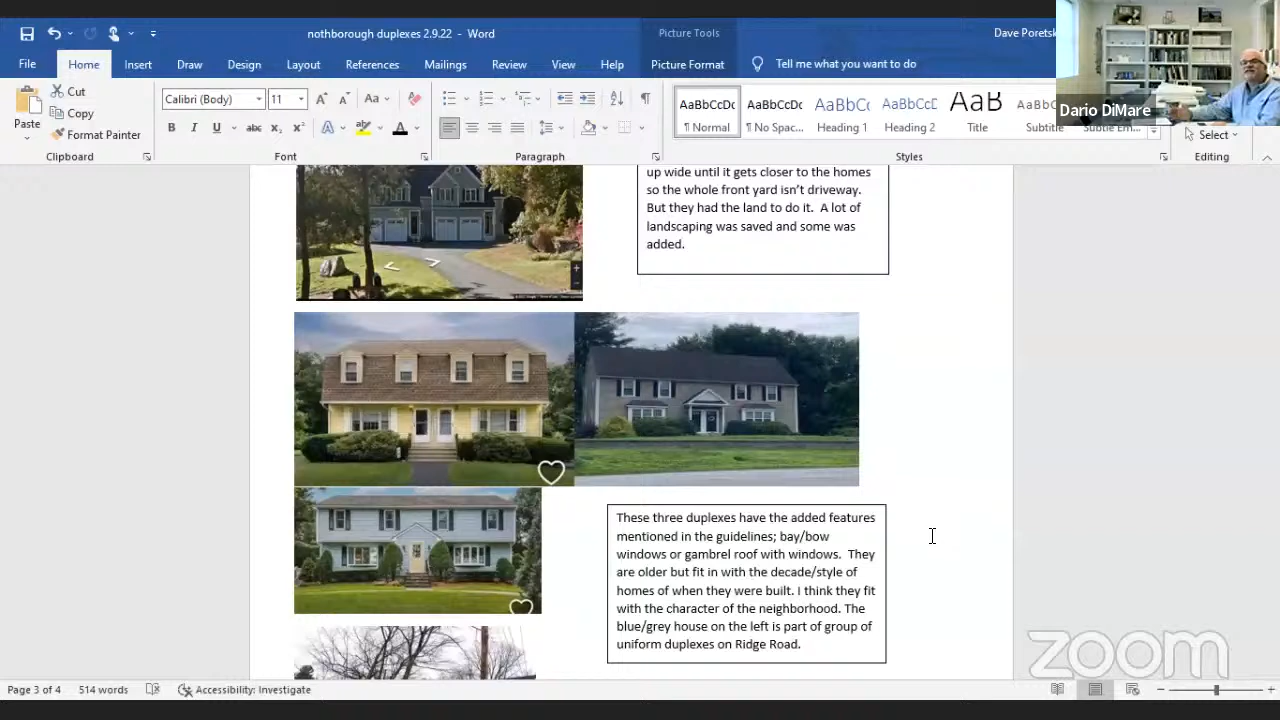 nothborough duplexes 2.9.22 - Word
Picture Tools
Dave Porets
File
Home
Insert
Draw
Design
Layout
References
Mailings
Review
View
Help
Picture Format
Tell me what you want to do
Dario DiMare
Paste
Cut
Copy
Format Painter
Calibri (Body)
11
Aa
B I U abc x₂ x²
A
AaBbCcDc
AaBbCcDc
AaBbC(
AaBbCcE
AaB
AaBbCcD
¶ Normal
¶ No Spac...
Heading 1
Heading 2
Title
Subtitle
Subtle Em...
Select
Clipboard
Font
Paragraph
Styles
Editing
up wide until it gets closer to the homes
so the whole front yard isn't driveway.
But they had the land to do it. A lot of
landscaping was saved and some was
added.
These three duplexes have the added features
mentioned in the guidelines; bay/bow
windows or gambrel roof with windows. They
are older but fit in with the decade/style of
homes of when they were built. I think they fit
with the character of the neighborhood. The
blue/grey house on the left is part of group of
uniform duplexes on Ridge Road.
zoom
Page 3 of 4
514 words
Accessibility: Investigate